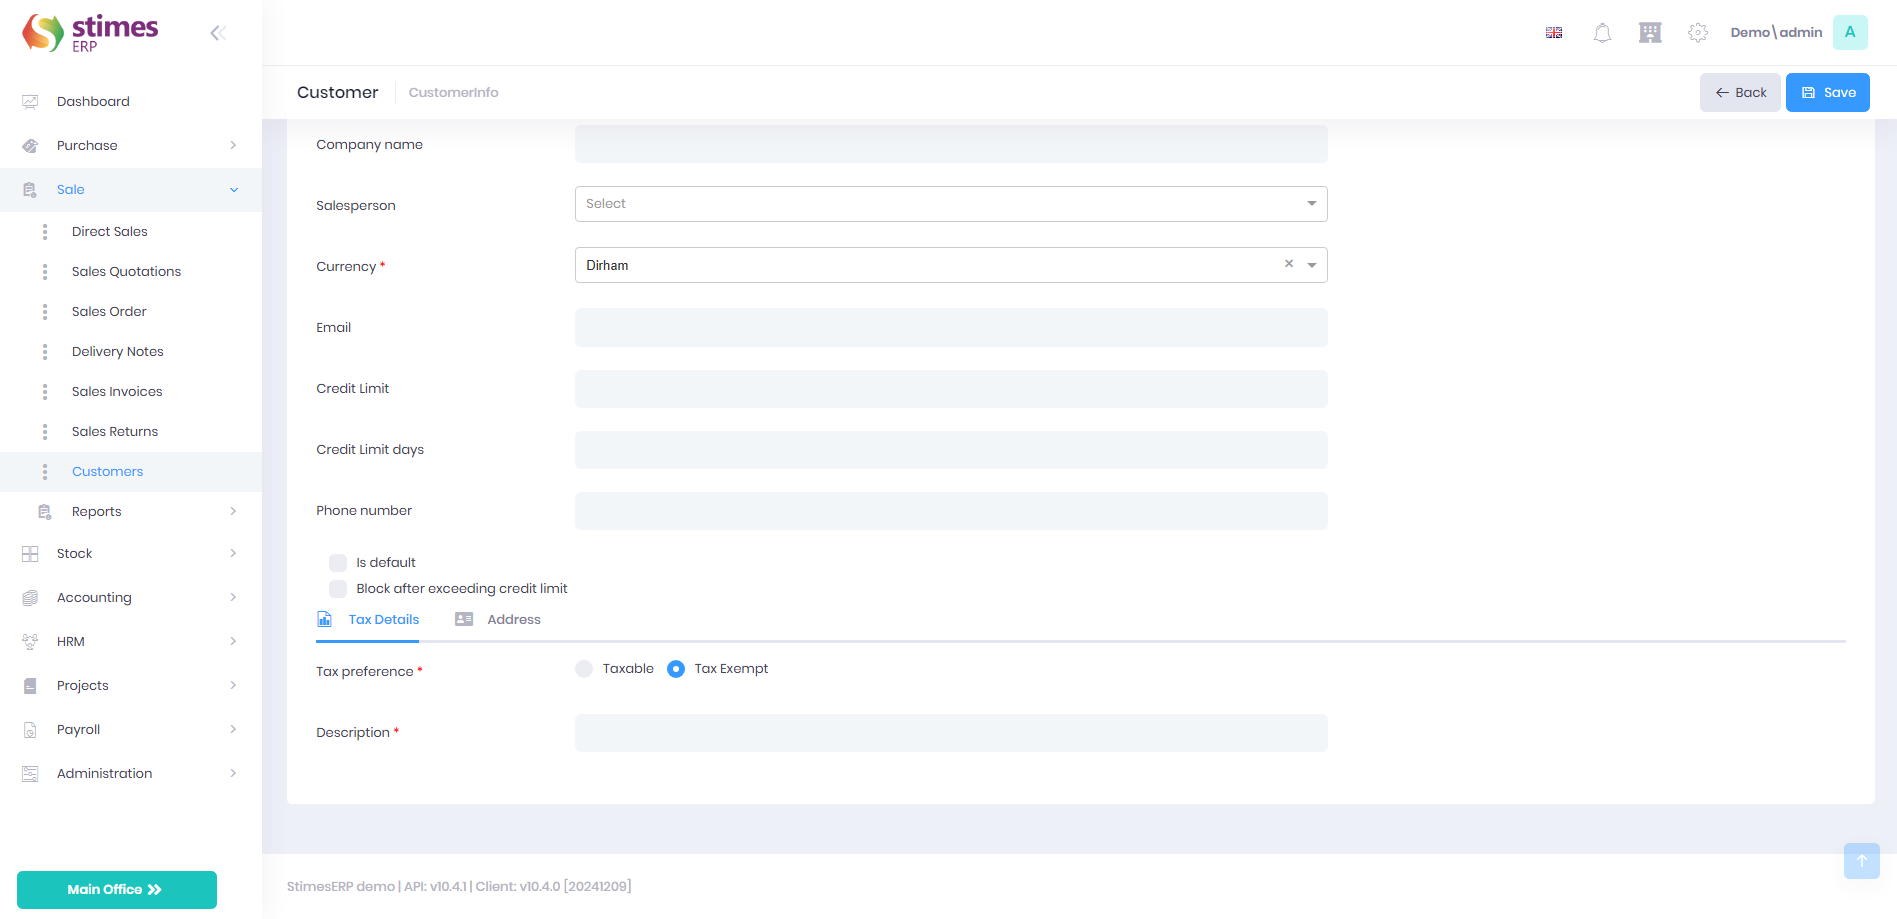 stimes
ERP
Demo\admin
A
Customer
CustomerInfo
Back
Save
Dashboard
Purchase
Sale
Direct Sales
Sales Quotations
Sales Order
Delivery Notes
Sales Invoices
Sales Returns
Customers
Reports
Stock
Accounting
HRM
Projects
Payroll
Administration
Main Office
Company name
Salesperson
Select
Currency *
Dirham
Email
Credit Limit
Credit Limit days
Phone number
Is default
Block after exceeding credit limit
Tax Details
Address
Tax preference *
Taxable
Tax Exempt
Description *
StimesERP demo | API: v10.4.1 | Client: v10.4.0 [20241209]